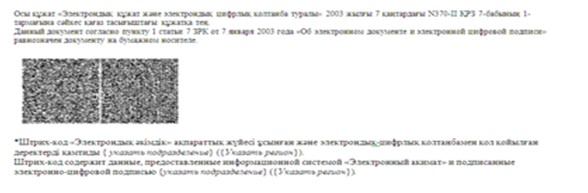 Осы құжат «Электрондық құжат және электрондық цифрлық қолтаңба туралы» 2003 жылғы 7 қаңтардағы N370-II ҚРЗ 7-бабының 1-
тармағына сәйкес қағаз тасығыштағы құжатқа тең.
Данный документ согласно пункту 1 статьи 7 ЗРК от 7 января 2003 года «Об электронном документе и электронной цифровой подписи»
равнозначен документу на бумажном носителе.
*Штрих-код «Электрондық әкімдік» ақпараттық жүйесі ұсынған және электрондық-цифрлық қолтаңбамен қол қойылған
деректерді қамтиды { указать подразделение} ({Указать регион}).
Штрих-код содержит данные, предоставленные информационной системой «Электронный акимат» и подписанные
электронно-цифровой подписью {указать подразделение} ({Указать регион}).